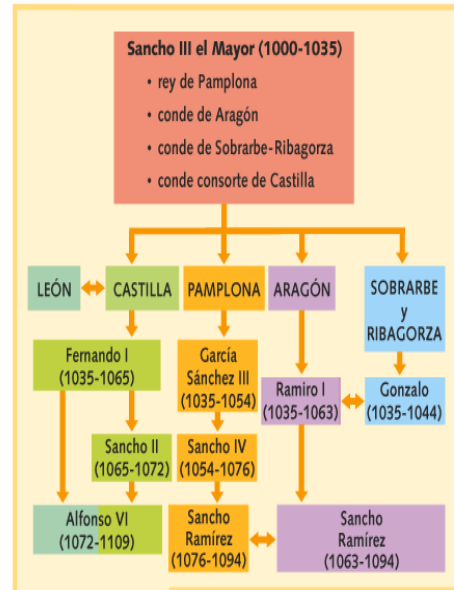 Sancho III el Mayor (1000-1035)
• rey de Pamplona
• conde de Aragón
• conde de Sobrarbe-Ribagorza
• conde consorte de Castilla
LEÓN
CASTILLA
PAMPLONA
ARAGÓN
SOBRARBE
y
RIBAGORZA
Fernando I
(1035-1065)
García
Sánchez III
(1035-1054)
Ramiro I
(1035-1063)
Gonzalo
(1035-1044)
Sancho II
(1065-1072)
Sancho IV
(1054-1076)
Alfonso VI
(1072-1109)
Sancho
Ramírez
(1076-1094)
Sancho
Ramírez
(1063-1094)